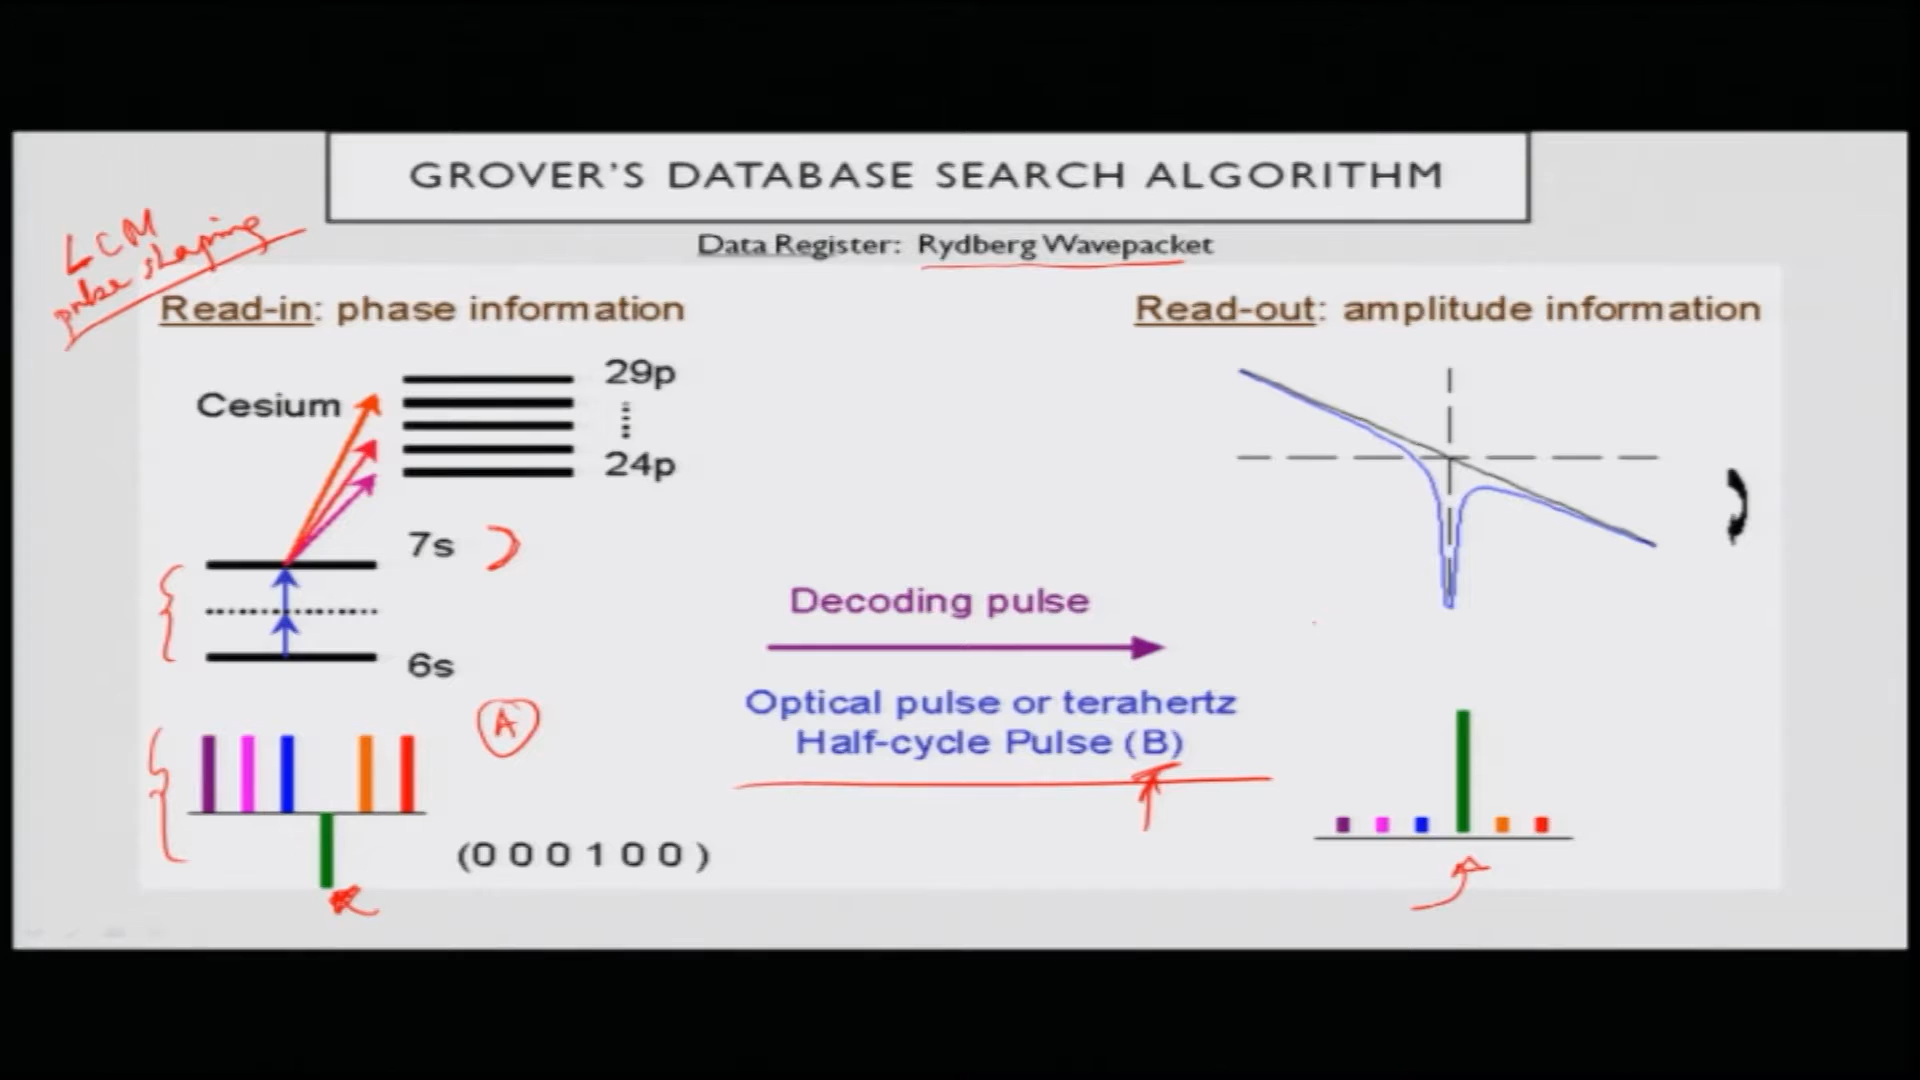 GROVER'S DATABASE SEARCH ALGORITHM
Data Register: Rydberg Wavepacket
LCM
pulse shaping
Read-in: phase information
Read-out: amplitude information
Cesium
29p
24p
7s
6s
A
Decoding pulse
Optical pulse or terahertz
Half-cycle Pulse (B)
(0 0 0 1 0 0 )